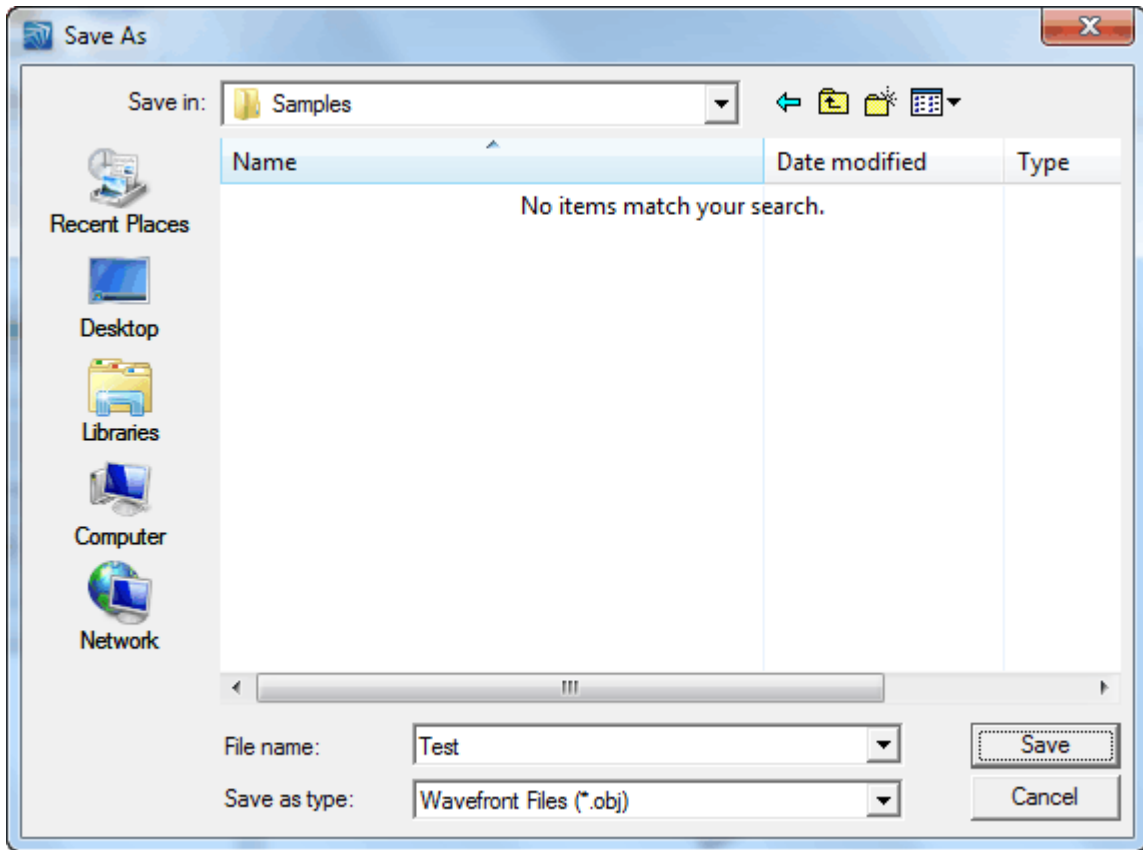 Save As
Save in: Samples
Name Date modified Type
No items match your search.
Recent Places
Desktop
Libraries
Computer
Network
File name: Test Save
Save as type: Wavefront Files (*.obj) Cancel